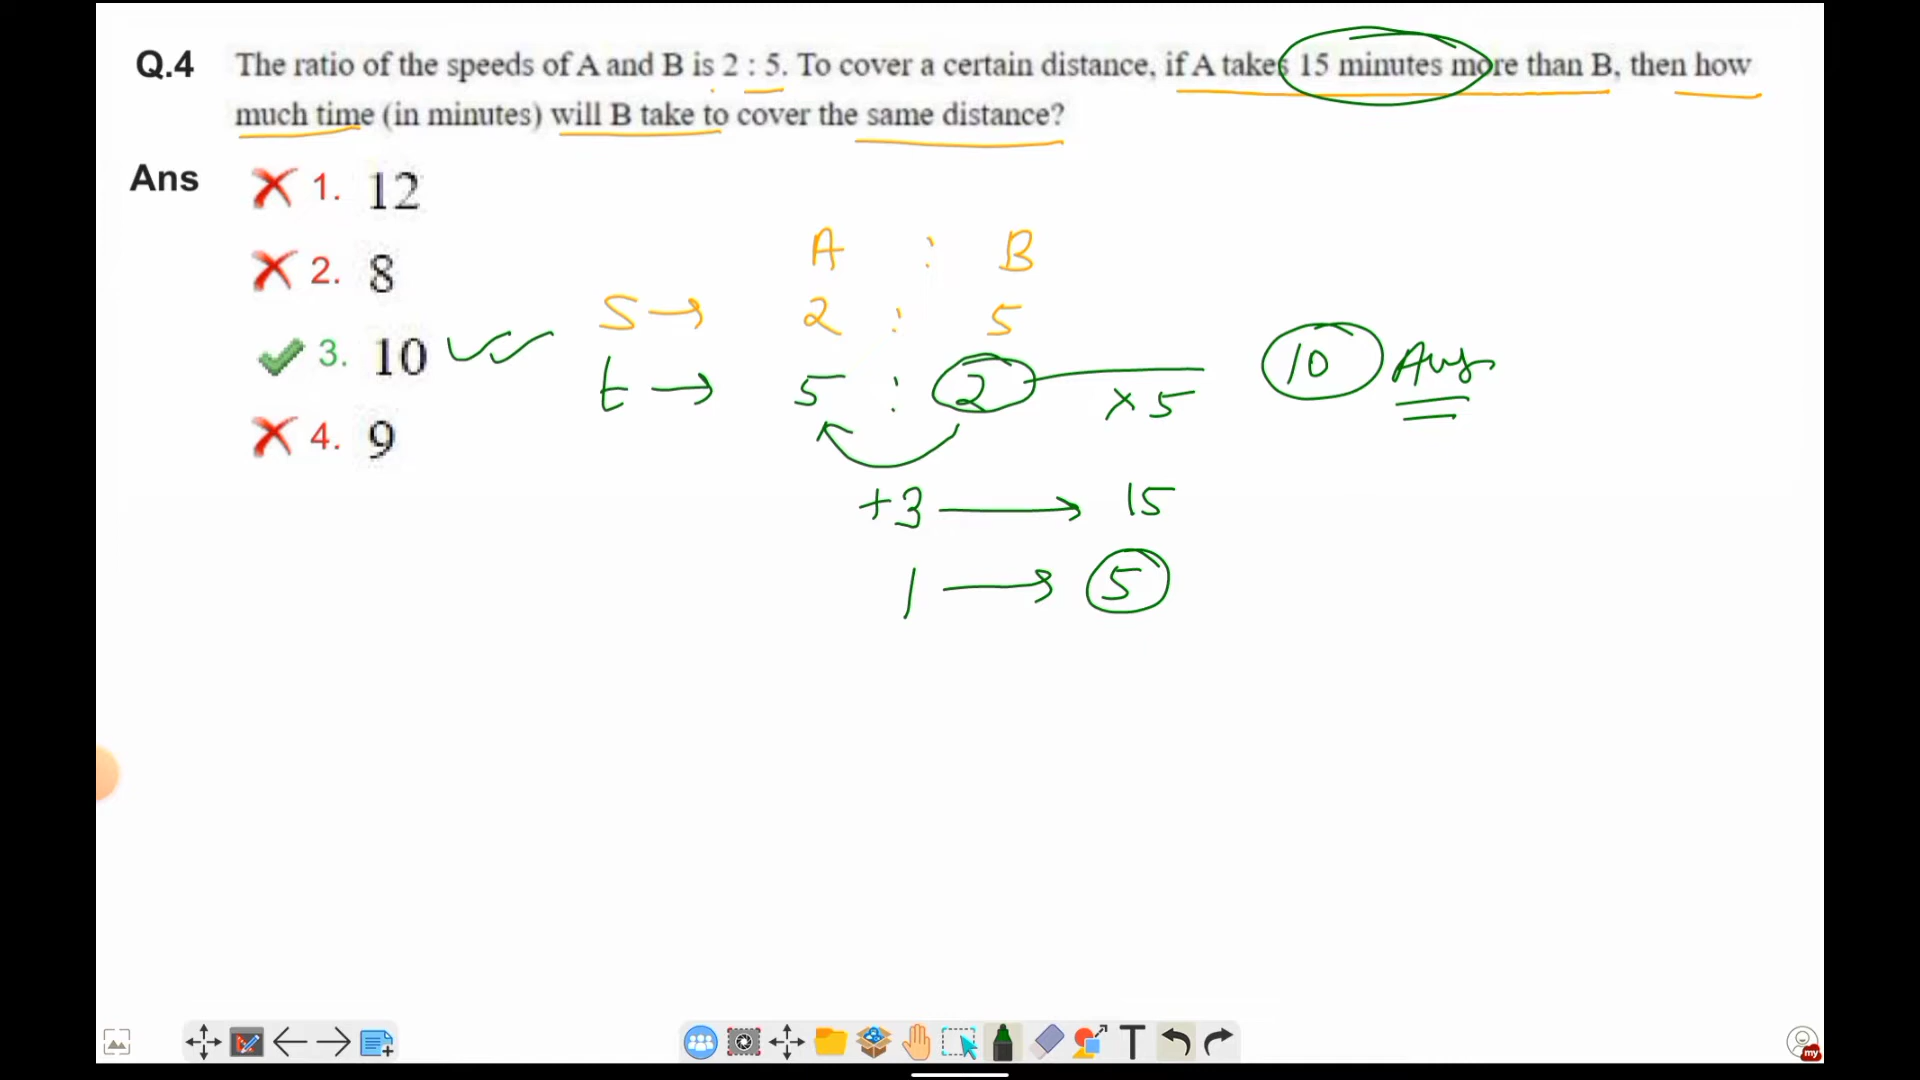 Q.4 The ratio of the speeds of A and B is 2 : 5. To cover a certain distance, if A takes 15 minutes more than B, then how
much time (in minutes) will B take to cover the same distance?
Ans
1. 12
2. 8
3. 10
4. 9
A : B
S → 2 : 5
t → 5 : 2 × 5 10 Ans
+3 → 15
1 → 5
T
my